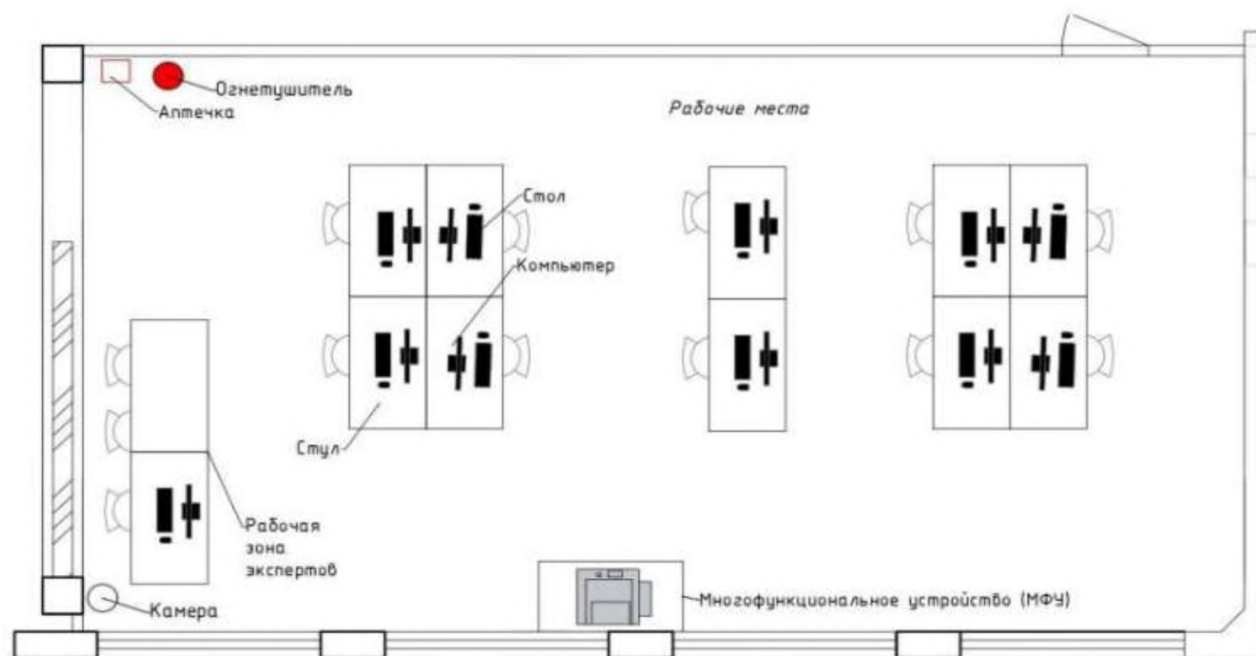 Огнетушитель
Аптечка
Рабочие места
Стол
Компьютер
Стул
Рабочая
зона
экспертов
Камера
Многофункциональное устройство (МФУ)